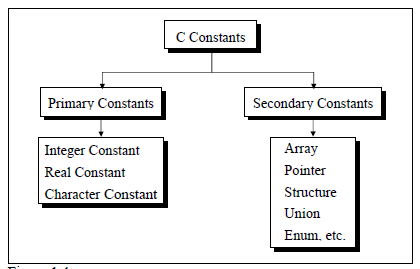 C Constants
Primary Constants
Secondary Constants
Integer Constant
Real Constant
Character Constant
Array
Pointer
Structure
Union
Enum, etc.